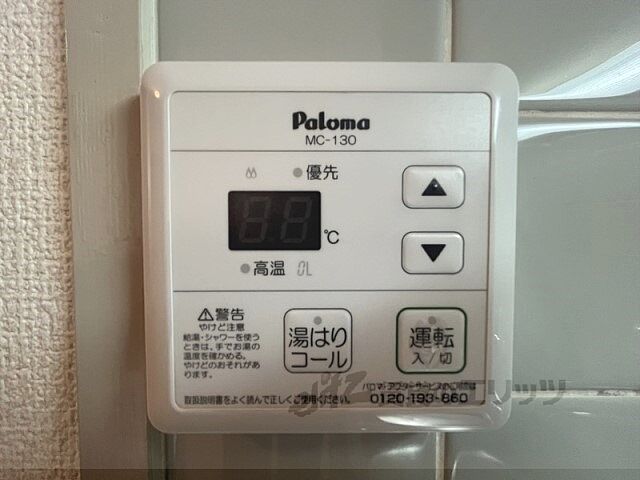 Paloma
MC-130
優先
℃
高温 0L
⚠警告
やけど注意
給湯・シャワーを使う
ときは、手でお湯の
温度を確かめる。
やけどのおそれがあ
ります。
湯はり
コール
運転
入/切
取扱説明書をよく読んで正しくご使用ください。
0120-193-860